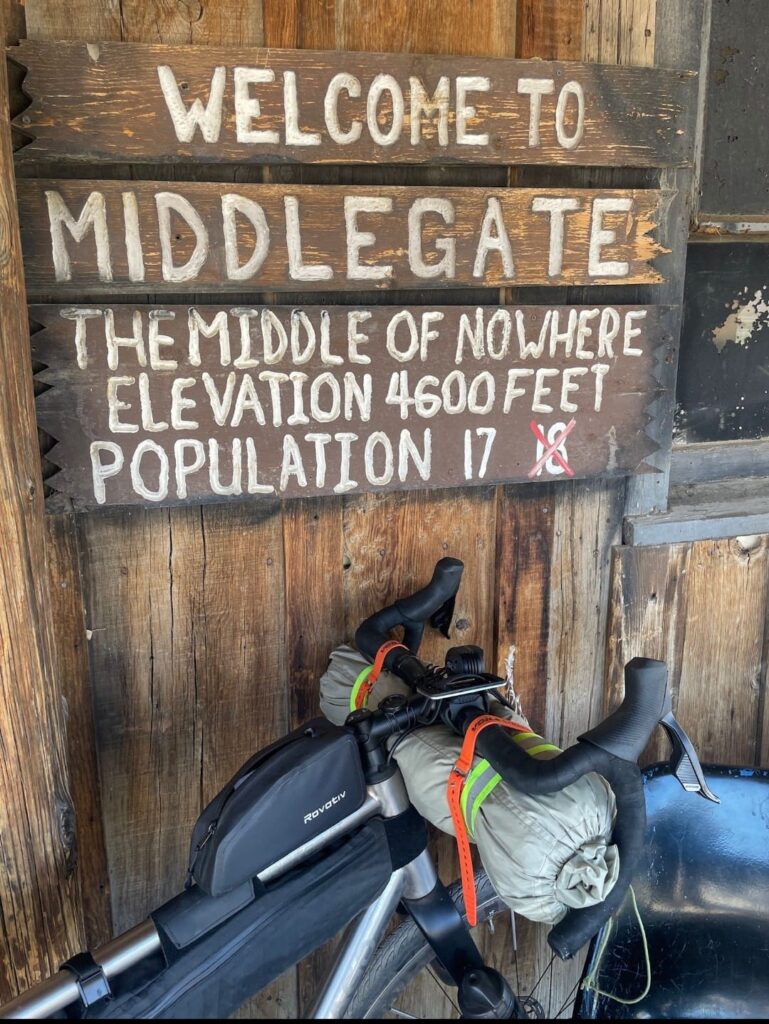 WELCOME TO
MIDDLEGATE
THE MIDDLE OF NOWHERE
ELEVATION 4600 FEET
POPULATION 17 18
Rovativ